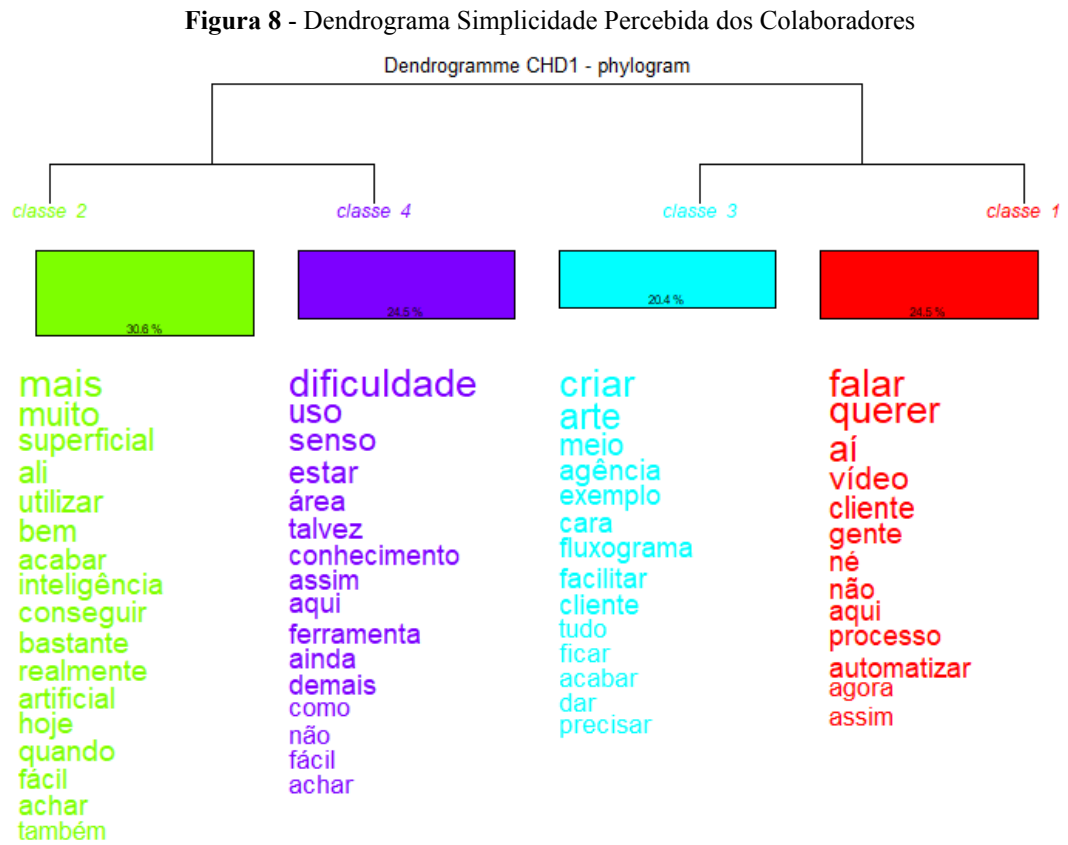 Figura 8 - Dendrograma Simplicidade Percebida dos Colaboradores
Dendrogramme CHD1 - phylogram
classe 2
classe 4
classe 3
classe 1
30.6 %
24.5 %
20.4 %
24.5 %
mais
muito
superficial
ali
utilizar
bem
acabar
inteligência
conseguir
bastante
realmente
artificial
hoje
quando
fácil
achar
também
dificuldade
uso
senso
estar
área
talvez
conhecimento
assim
aqui
ferramenta
ainda
demais
como
não
fácil
achar
criar
arte
meio
agência
exemplo
cara
fluxograma
facilitar
cliente
tudo
ficar
acabar
dar
precisar
falar
querer
aí
vídeo
cliente
gente
né
não
aqui
processo
automatizar
agora
assim